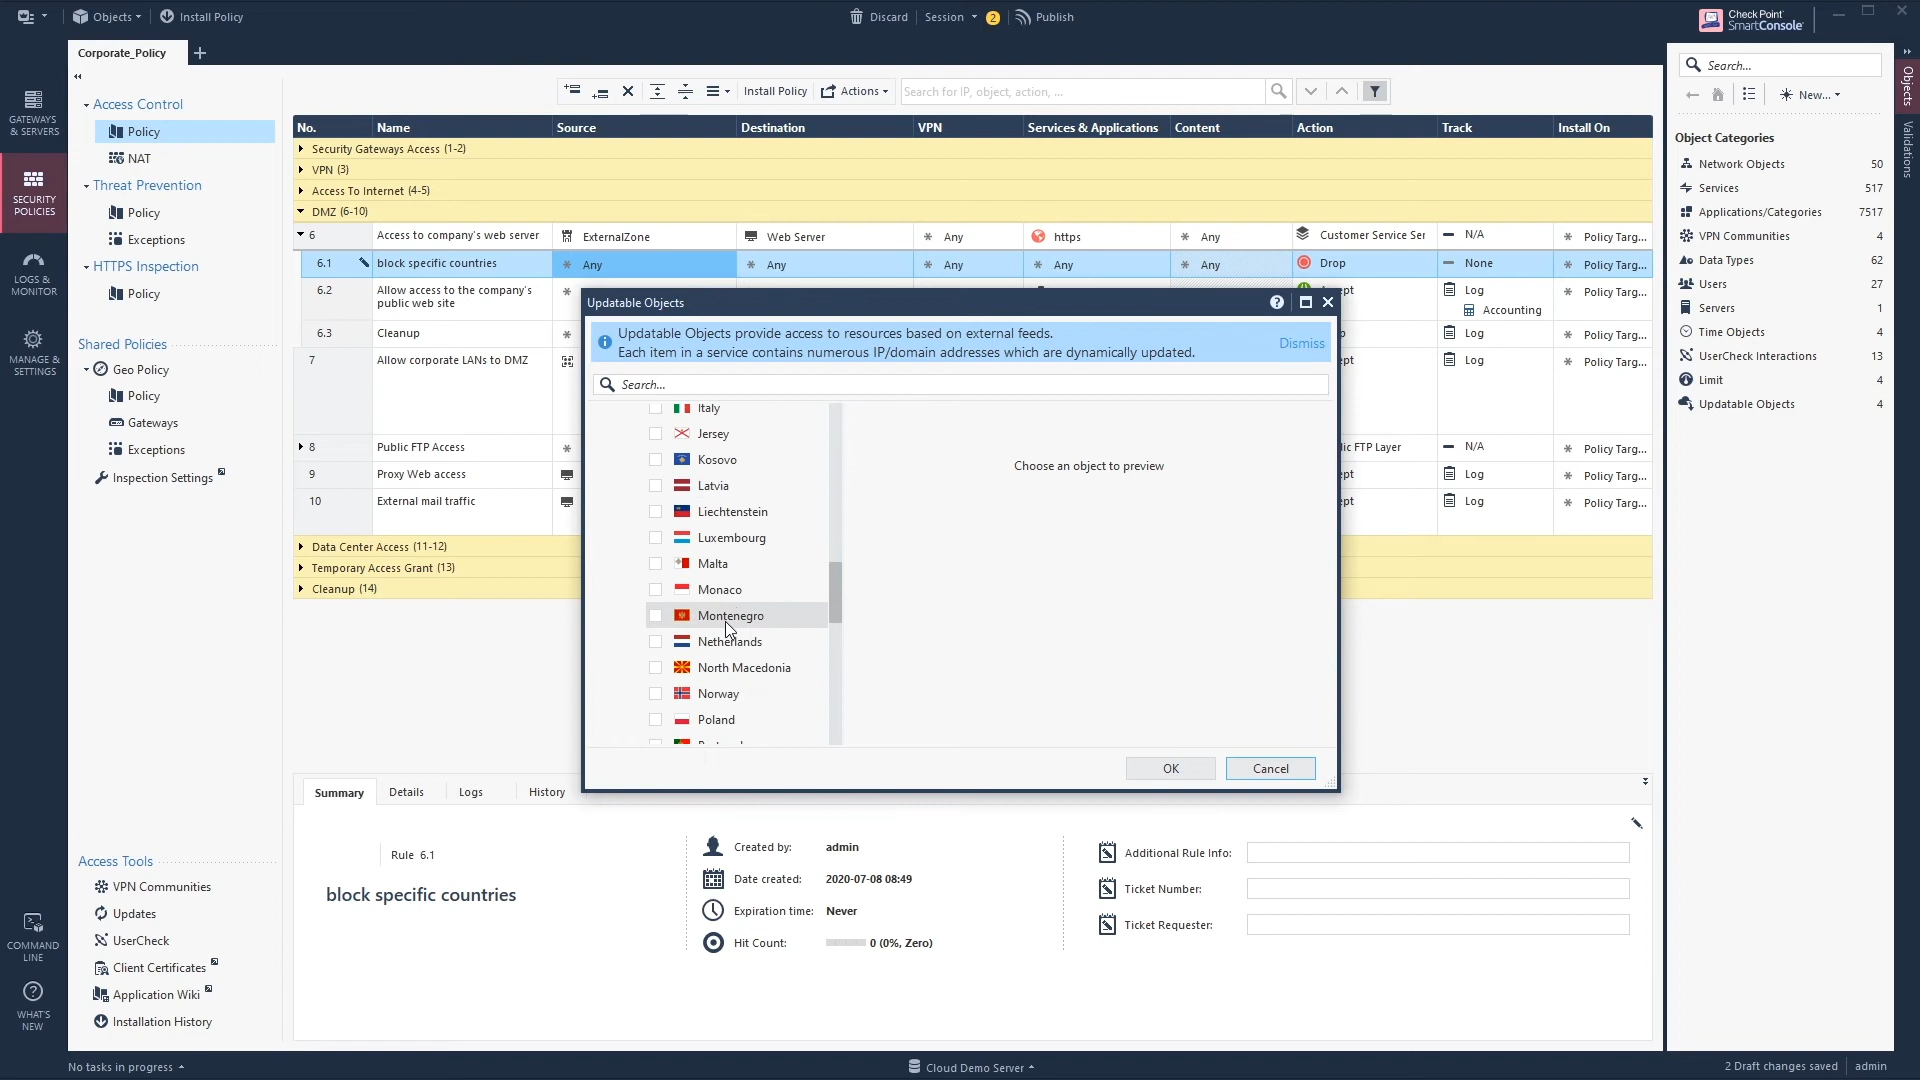 Objects
Install Policy
Discard
Session
2
Publish
Check Point
SmartConsole
Corporate_Policy
GATEWAYS
& SERVERS
SECURITY
POLICIES
LOGS &
MONITOR
MANAGE &
SETTINGS
COMMAND
LINE
WHAT'S
NEW
Access Control
Policy
NAT
Threat Prevention
Policy
Exceptions
HTTPS Inspection
Policy
Shared Policies
Geo Policy
Policy
Gateways
Exceptions
Inspection Settings
Access Tools
VPN Communities
Updates
UserCheck
Client Certificates
Application Wiki
Installation History
Install Policy
Actions
Search for IP, object, action, ...
No. Name Source Destination VPN Services & Applications Content Action Track Install On
Security Gateways Access (1-2)
VPN (3)
Access To Internet (4-5)
DMZ (6-10)
6 Access to company's web server ExternalZone Web Server Any https Any Customer Service Ser N/A Policy Targ...
6.1 block specific countries Any Any Any Any Any Drop None Policy Targ...
6.2 Allow access to the company's Log Policy Targ...
public web site Accounting
6.3 Cleanup Log Policy Targ...
7 Allow corporate LANs to DMZ Log Policy Targ...
8 Public FTP Access lic FTP Layer N/A Policy Targ...
9 Proxy Web access Log Policy Targ...
10 External mail traffic Log Policy Targ...
Data Center Access (11-12)
Temporary Access Grant (13)
Cleanup (14)
Updatable Objects
?
Updatable Objects provide access to resources based on external feeds.
Each item in a service contains numerous IP/domain addresses which are dynamically updated.
Dismiss
Search...
Italy
Jersey
Kosovo
Latvia
Liechtenstein
Luxembourg
Malta
Monaco
Montenegro
Netherlands
North Macedonia
Norway
Poland
Choose an object to preview
OK
Cancel
Summary
Details
Logs
History
Rule 6.1
block specific countries
Created by: admin
Date created: 2020-07-08 08:49
Expiration time: Never
Hit Count: 0 (0%, Zero)
Additional Rule Info:
Ticket Number:
Ticket Requester:
Search...
New...
Object Categories
Network Objects 50
Services 517
Applications/Categories 7517
VPN Communities 4
Data Types 62
Users 27
Servers 1
Time Objects 4
UserCheck Interactions 13
Limit 4
Updatable Objects 4
Objects
Validations
No tasks in progress
Cloud Demo Server
2 Draft changes saved
admin